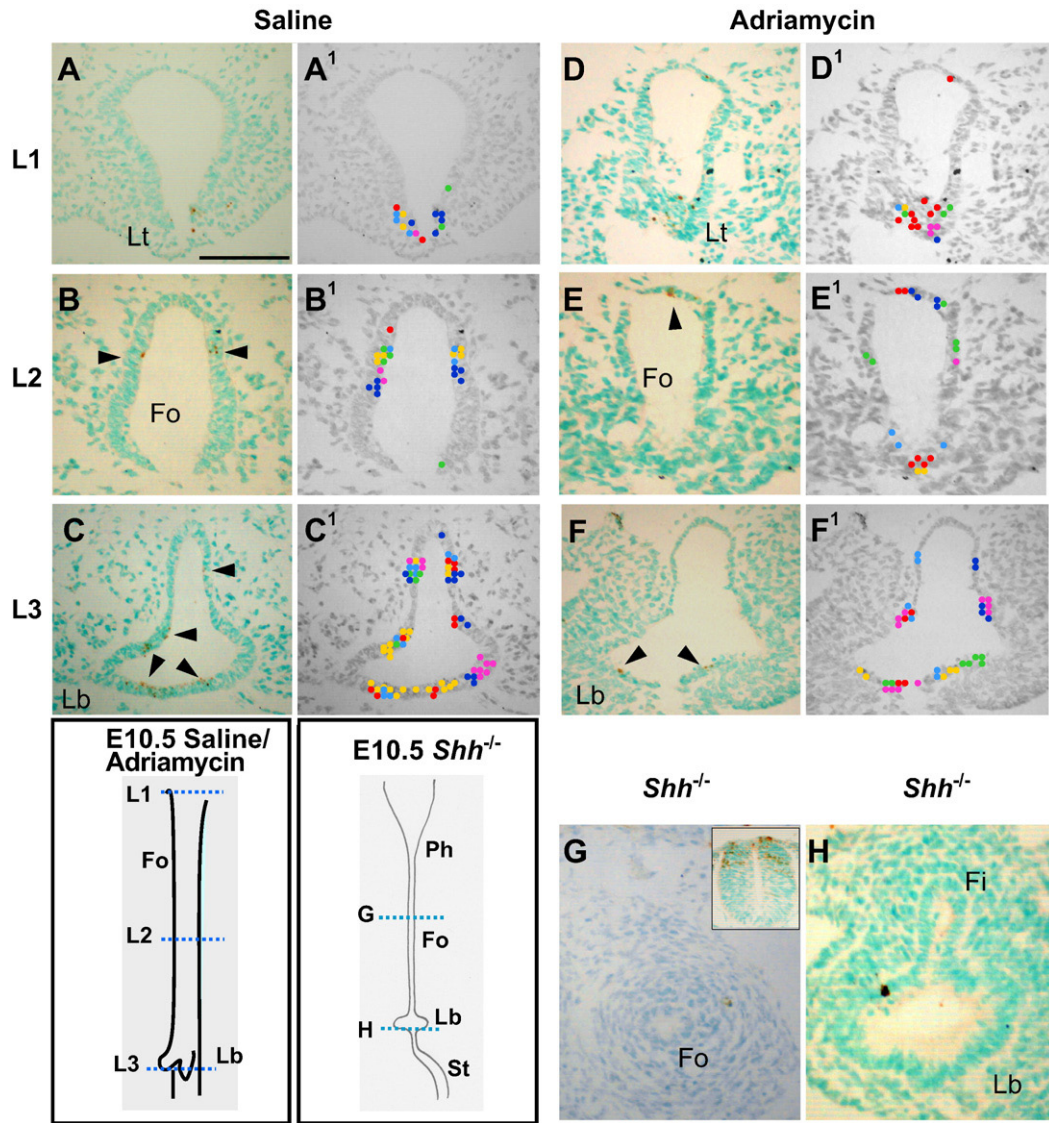 Saline
Adriamycin
A
A1
D
D1
L1
Lt
Lt
B
B1
E
E1
L2
Fo
Fo
C
C1
F
F1
L3
Lb
Lb
E10.5 Saline/
Adriamycin
L1
Fo
L2
L3
Lb
E10.5 Shh-/-
Ph
G
Fo
Lb
H
St
Shh-/-
Shh-/-
G
Fo
H
Fi
Lb